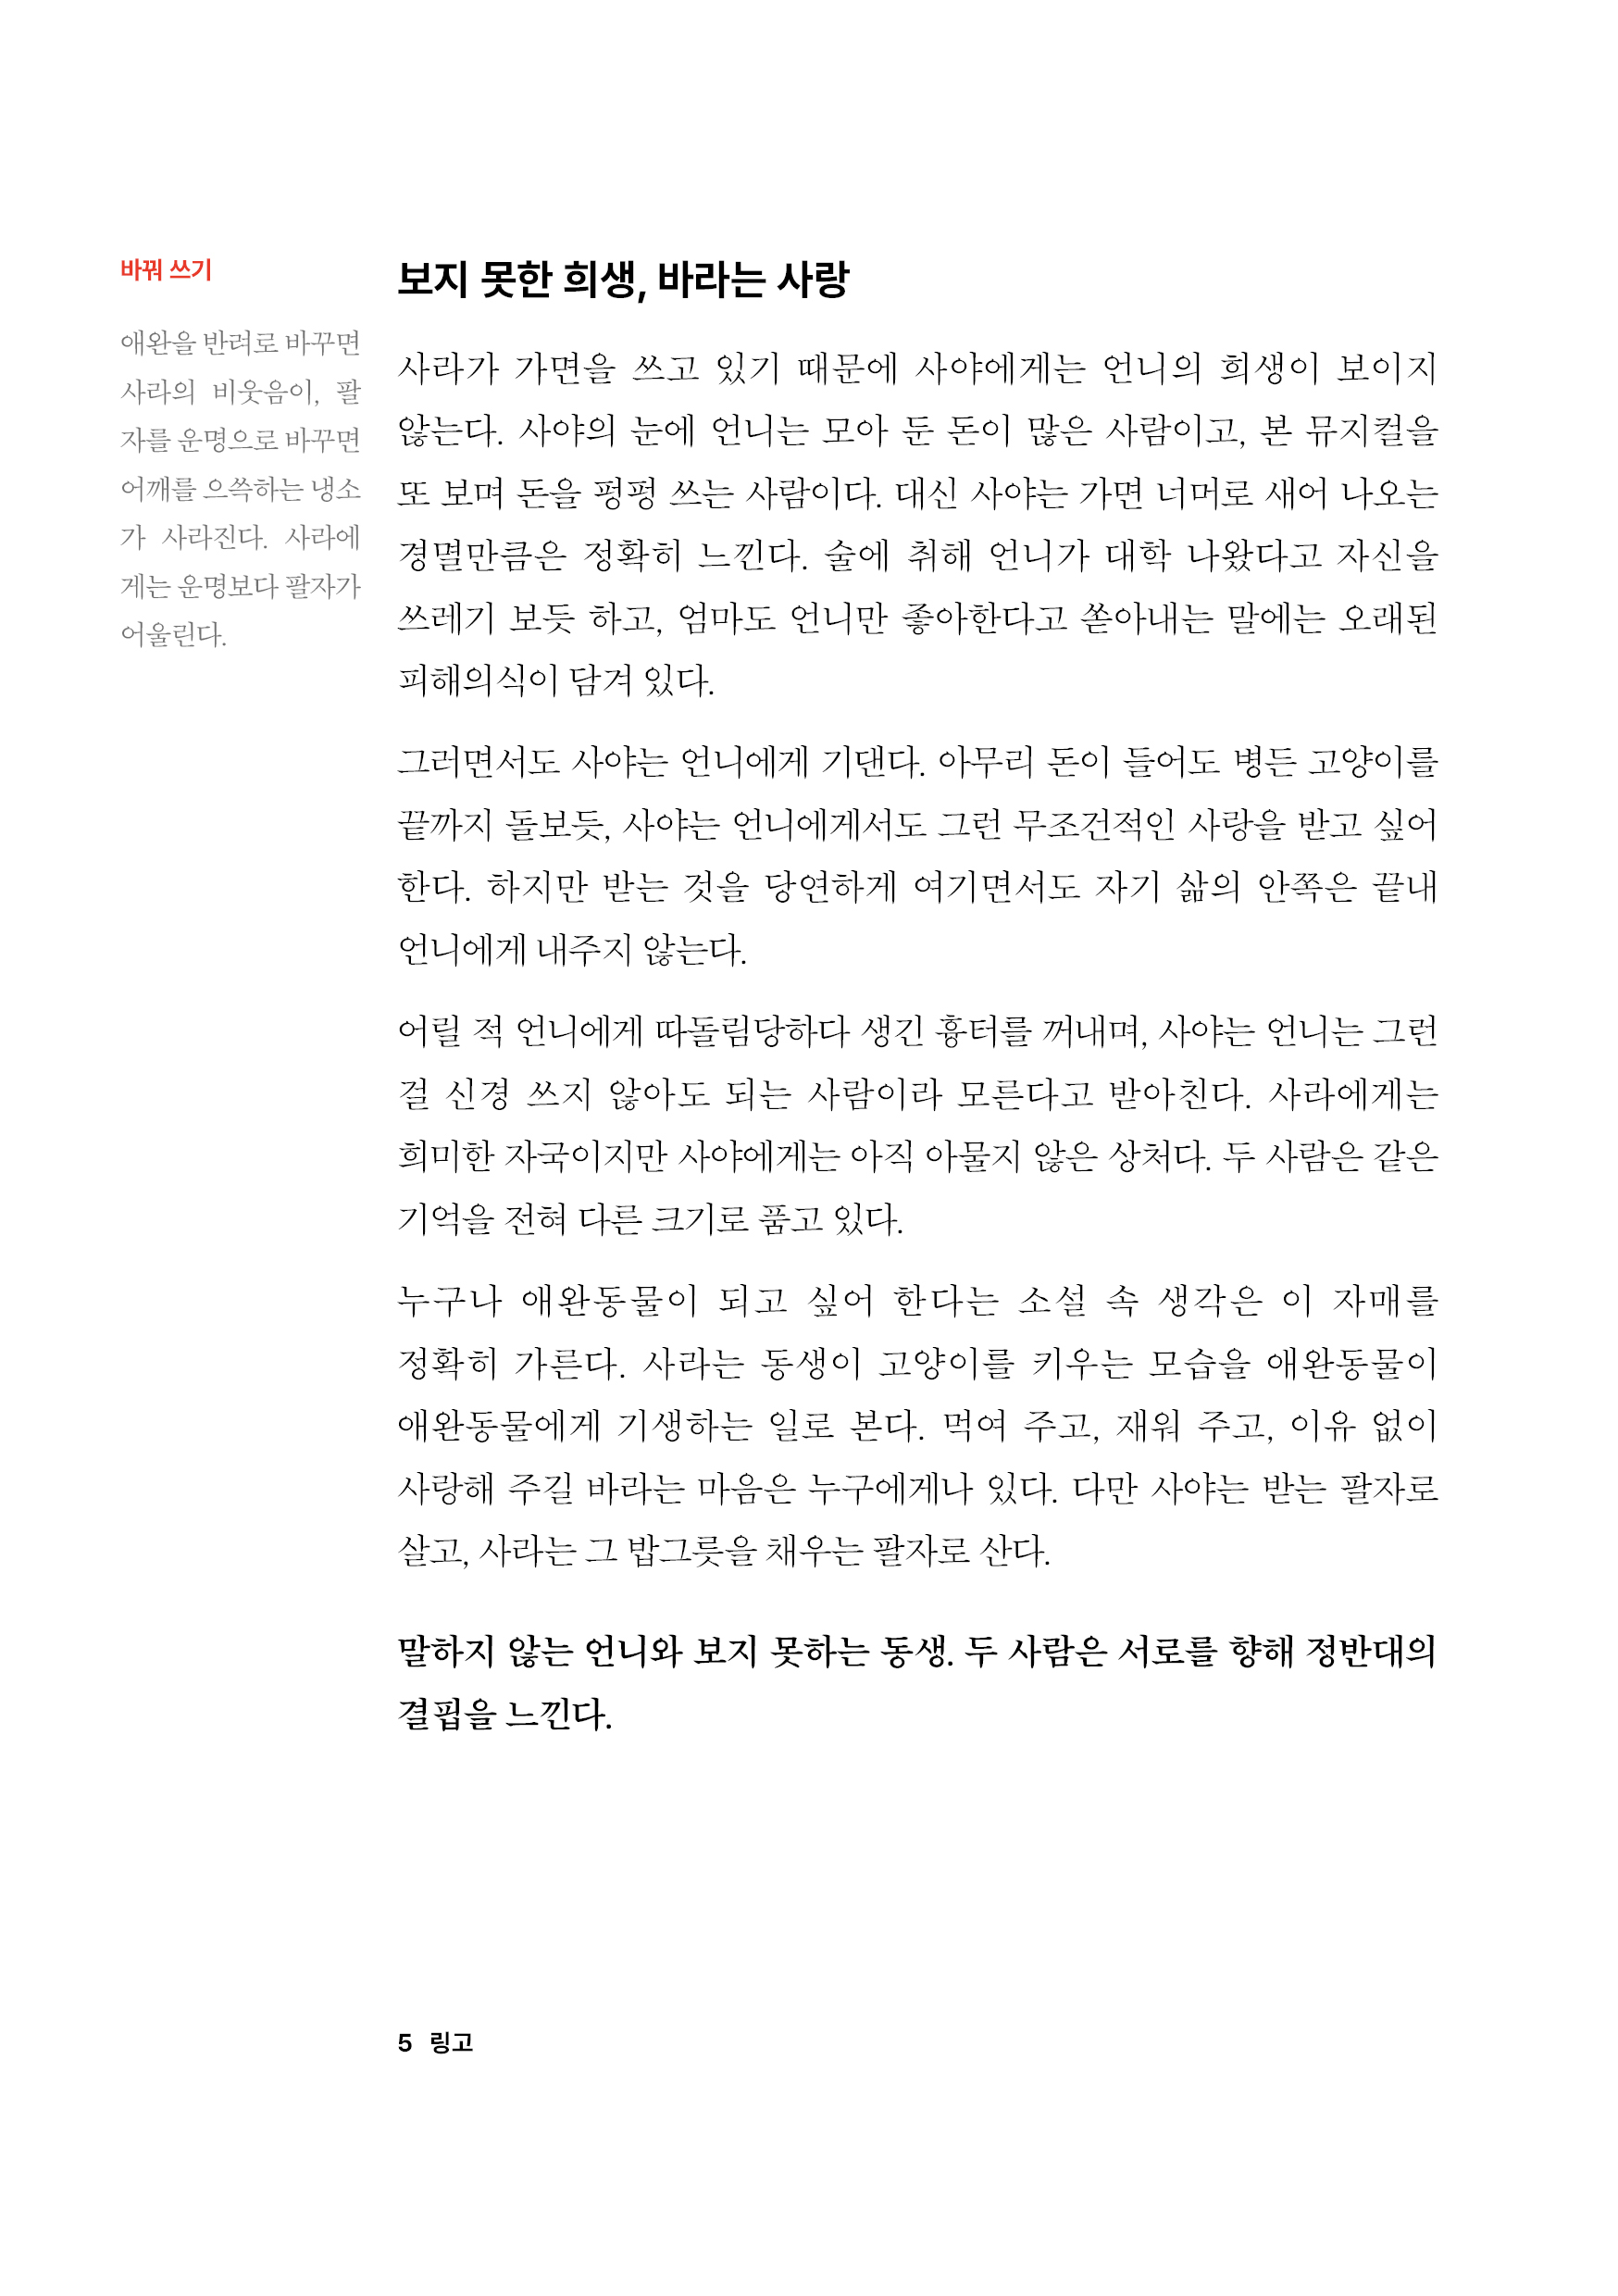 바꿔 쓰기
애완을 반려로 바꾸면
사라의 비웃음이, 팔
자를 운명으로 바꾸면
어깨를 으쓱하는 냉소
가 사라진다. 사라에
게는 운명보다 팔자가
어울린다.
보지 못한 희생, 바라는 사랑
사라가 가면을 쓰고 있기 때문에 사야에게는 언니의 희생이 보이지
않는다. 사야의 눈에 언니는 모아 둔 돈이 많은 사람이고, 본 뮤지컬을
또 보며 돈을 펑펑 쓰는 사람이다. 대신 사야는 가면 너머로 새어 나오는
경멸만큼은 정확히 느낀다. 술에 취해 언니가 대학 나왔다고 자신을
쓰레기 보듯 하고, 엄마도 언니만 좋아한다고 쏟아내는 말에는 오래된
피해의식이 담겨 있다.
그러면서도 사야는 언니에게 기댄다. 아무리 돈이 들어도 병든 고양이를
끝까지 돌보듯, 사야는 언니에게서도 그런 무조건적인 사랑을 받고 싶어
한다. 하지만 받는 것을 당연하게 여기면서도 자기 삶의 안쪽은 끝내
언니에게 내주지 않는다.
어릴 적 언니에게 따돌림당하다 생긴 흉터를 꺼내며, 사야는 언니는 그런
걸 신경 쓰지 않아도 되는 사람이라 모른다고 받아친다. 사라에게는
희미한 자국이지만 사야에게는 아직 아물지 않은 상처다. 두 사람은 같은
기억을 전혀 다른 크기로 품고 있다.
누구나 애완동물이 되고 싶어 한다는 소설 속 생각은 이 자매를
정확히 가른다. 사라는 동생이 고양이를 키우는 모습을 애완동물이
애완동물에게 기생하는 일로 본다. 먹여 주고, 재워 주고, 이유 없이
사랑해 주길 바라는 마음은 누구에게나 있다. 다만 사야는 받는 팔자로
살고, 사라는 그 밥그릇을 채우는 팔자로 산다.
말하지 않는 언니와 보지 못하는 동생. 두 사람은 서로를 향해 정반대의
결핍을 느낀다.
5 링고